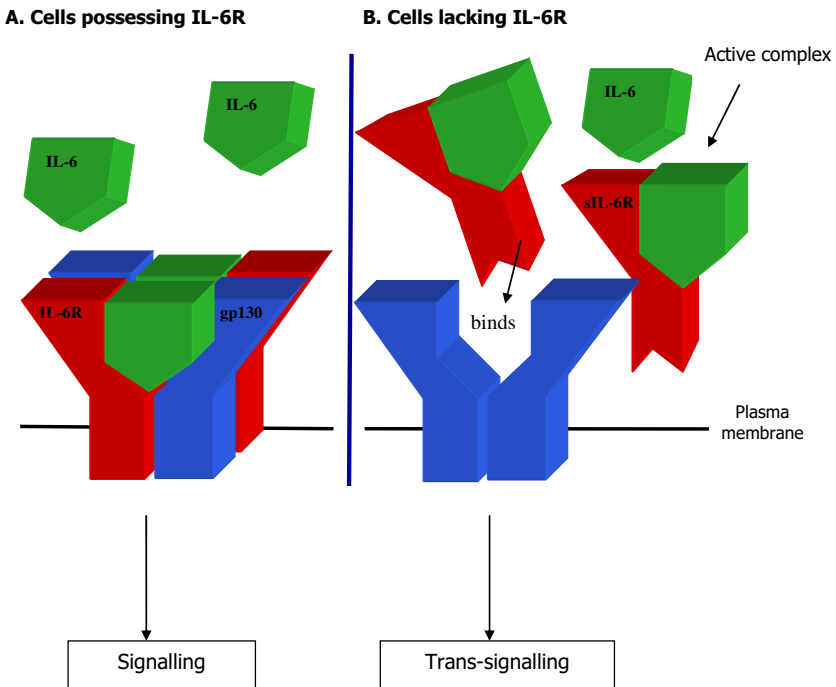 A. Cells possessing IL-6R
B. Cells lacking IL-6R
Active complex
IL-6
IL-6
IL-6
sIL-6R
IL-6R
gp130
binds
Plasma
membrane
Signalling
Trans-signalling